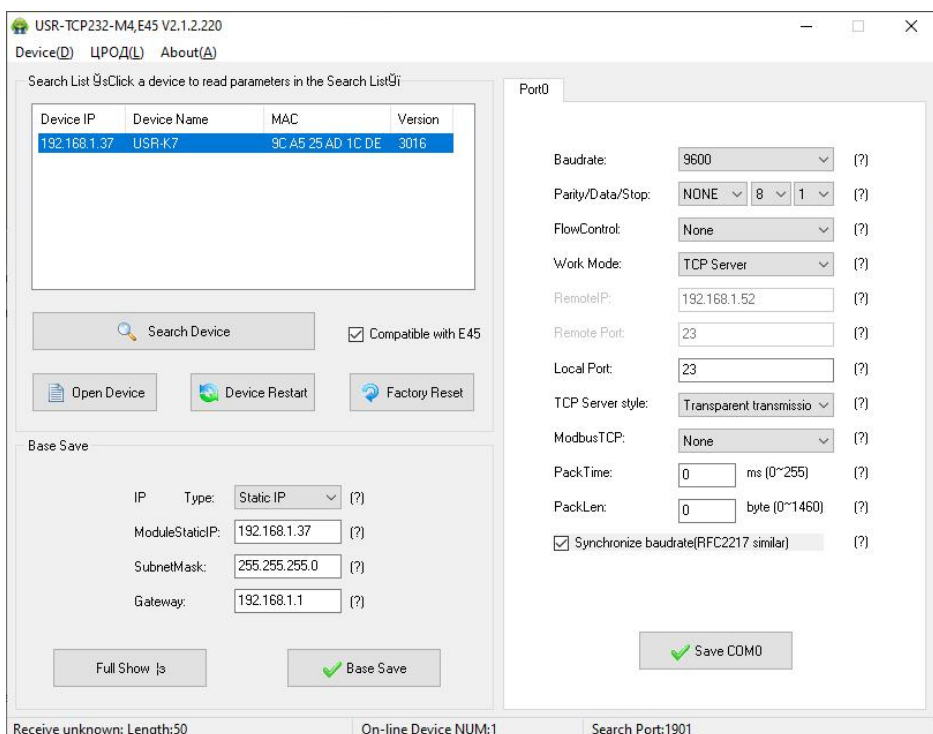 USR-TCP232-M4,E45 V2.1.2.220
Device(D) ЦРОД(L) About(A)
Search List ЎsClick a device to read parameters in the Search ListЎї
Device IP Device Name MAC Version
192.168.1.37 USR-K7 9C A5 25 AD 1C DE 3016
Search Device
Compatible with E45
Open Device
Device Restart
Factory Reset
Base Save
IP Type: Static IP (?)
ModuleStaticIP: 192.168.1.37 (?)
SubnetMask: 255.255.255.0 (?)
Gateway: 192.168.1.1 (?)
Full Show |s
Base Save
Port0
Baudrate: 9600 (?)
Parity/Data/Stop: NONE 8 1 (?)
FlowControl: None (?)
Work Mode: TCP Server (?)
RemoteIP: 192.168.1.52 (?)
Remote Port: 23 (?)
Local Port: 23 (?)
TCP Server style: Transparent transmissio (?)
ModbusTCP: None (?)
PackTime: 0 ms (0~255) (?)
PackLen: 0 byte (0~1460) (?)
Synchronize baudrate(RFC2217 similar) (?)
Save COM0
Receive unknown: Length:50
On-line Device NUM:1
Search Port:1901